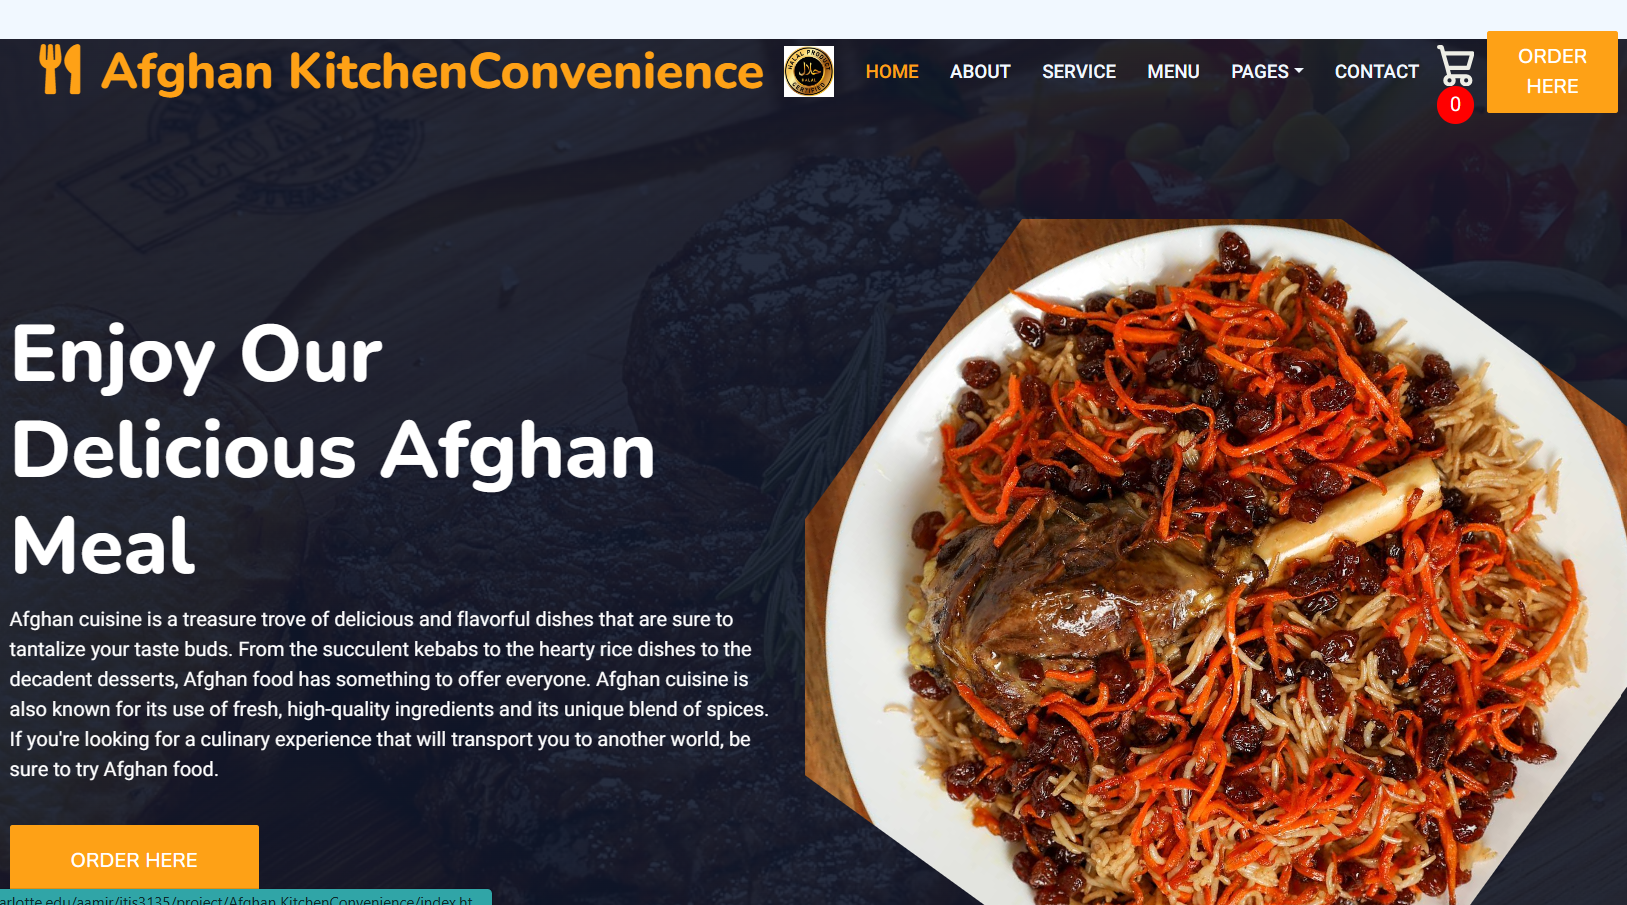 Afghan KitchenConvenience
HALAL PRODUCT
حلال
HALAL
CERTIFIED
HOME
ABOUT
SERVICE
MENU
PAGES
CONTACT
0
ORDER
HERE
Enjoy Our
Delicious Afghan
Meal
Afghan cuisine is a treasure trove of delicious and flavorful dishes that are sure to
tantalize your taste buds. From the succulent kebabs to the hearty rice dishes to the
decadent desserts, Afghan food has something to offer everyone. Afghan cuisine is
also known for its use of fresh, high-quality ingredients and its unique blend of spices.
If you're looking for a culinary experience that will transport you to another world, be
sure to try Afghan food.
ORDER HERE
arlotte.edu/aamir/itis3135/project/Afghan KitchenConvenience/index.ht